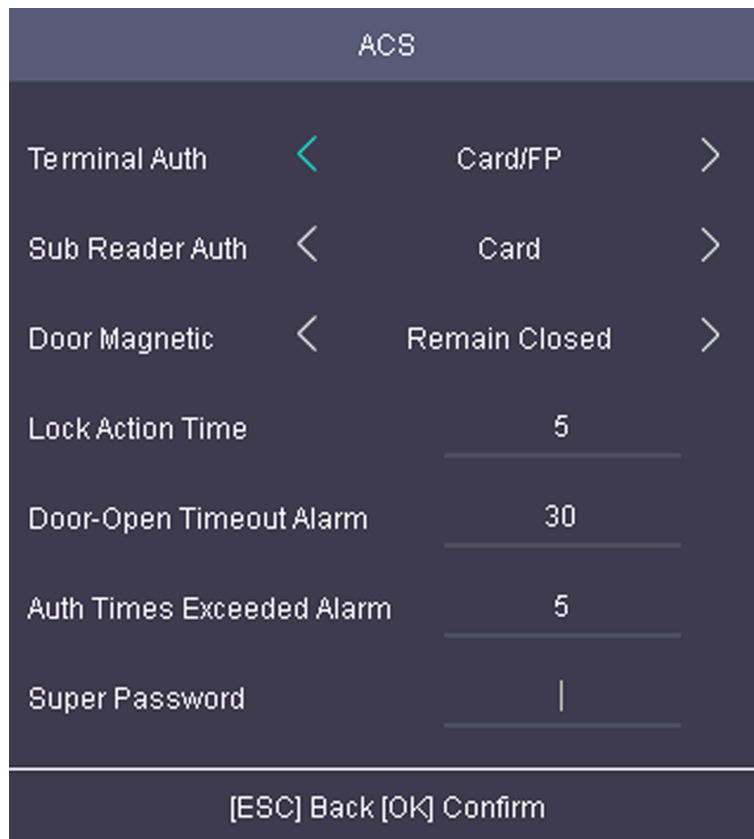 ACS
Terminal Auth < Card/FP >
Sub Reader Auth < Card >
Door Magnetic < Remain Closed >
Lock Action Time 5
Door-Open Timeout Alarm 30
Auth Times Exceeded Alarm 5
Super Password
[ESC] Back [OK] Confirm